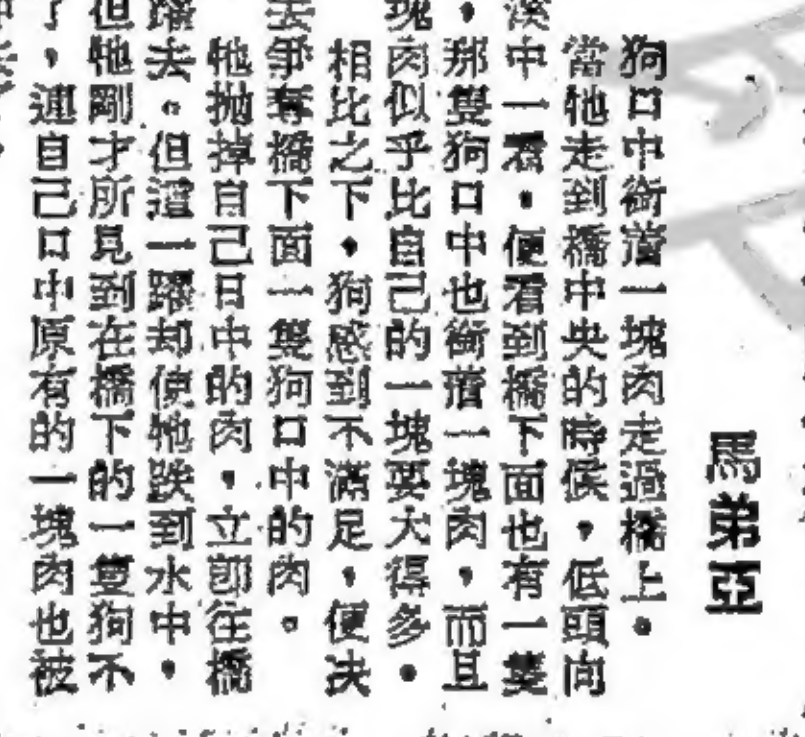 馬弟亞
狗口中銜着一塊肉走過橋上。
當牠走到橋中央的時候，低頭向
溪中一看，便看到橋下面也有一隻
，那隻狗口中也銜着一塊肉，而且
塊肉似乎比自己的一塊要大得多。
相比之下，狗感到不滿足，便決
去爭奪橋下面一隻狗口中的肉。
牠拋掉自己日中的肉，立卽往橋
躍去。但這一躍却使牠跌到水中，
但牠剛才所見到在橋下的一隻狗不
了，連自己口中原有的一塊肉也被